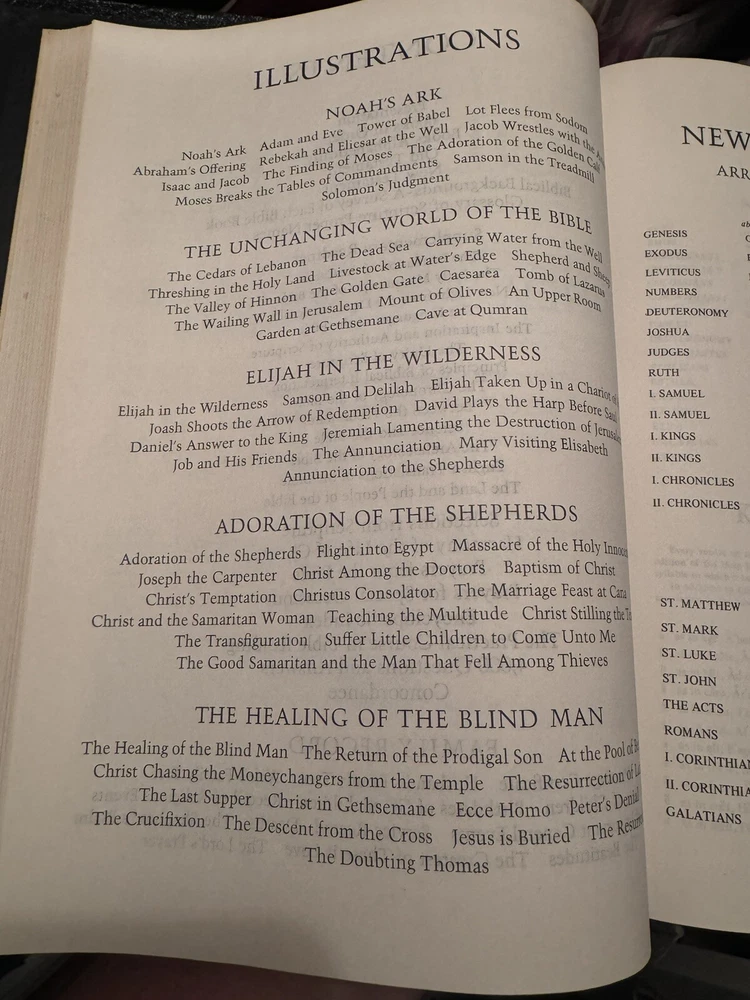 ILLUSTRATIONS
NOAH'S ARK
Noah's Ark Adam and Eve Tower of Babel Lot Flees from Sodom
Abraham's Offering Rebekah and Eliesar at the Well Jacob Wrestles with the
Isaac and Jacob The Finding of Moses The Adoration of the Golden Calf
Moses Breaks the Tables of Commandments Samson in the Treadmill
Solomon's Judgment
THE UNCHANGING WORLD OF THE BIBLE
The Cedars of Lebanon The Dead Sea Carrying Water from the Well
Threshing in the Holy Land Livestock at Water's Edge Shepherd and Sheep
The Valley of Hinnon The Golden Gate Caesarea Tomb of Lazarus
The Wailing Wall in Jerusalem Mount of Olives An Upper Room
Garden at Gethsemane Cave at Qumran
ELIJAH IN THE WILDERNESS
Elijah in the Wilderness Samson and Delilah Elijah Taken Up in a Chariot
Joash Shoots the Arrow of Redemption David Plays the Harp Before Saul
Daniel's Answer to the King Jeremiah Lamenting the Destruction of Jerusalem
Job and His Friends The Annunciation Mary Visiting Elisabeth
Annunciation to the Shepherds
ADORATION OF THE SHEPHERDS
Adoration of the Shepherds Flight into Egypt Massacre of the Holy
Joseph the Carpenter Christ Among the Doctors Baptism of Christ
Christ's Temptation Christus Consolator The Marriage Feast at Cana
Christ and the Samaritan Woman Teaching the Multitude Christ Stilling the
The Transfiguration Suffer Little Children to Come Unto Me
The Good Samaritan and the Man That Fell Among Thieves
THE HEALING OF THE BLIND MAN
The Healing of the Blind Man The Return of the Prodigal Son At the Pool of
Christ Chasing the Moneychangers from the Temple The Resurrection of
The Last Supper Christ in Gethsemane Ecce Homo Peter's Denial
The Crucifixion The Descent from the Cross Jesus is Buried The
The Doubting Thomas
NEW
ARR
GENESIS
EXODUS
LEVITICUS
NUMBERS
DEUTERONOMY
JOSHUA
JUDGES
RUTH
I. SAMUEL
II. SAMUEL
I. KINGS
II. KINGS
I. CHRONICLES
II. CHRONICLES
ST. MATTHEW
ST. MARK
ST. LUKE
ST. JOHN
THE ACTS
ROMANS
I. CORINTHIA
II. CORINTHIA
GALATIANS